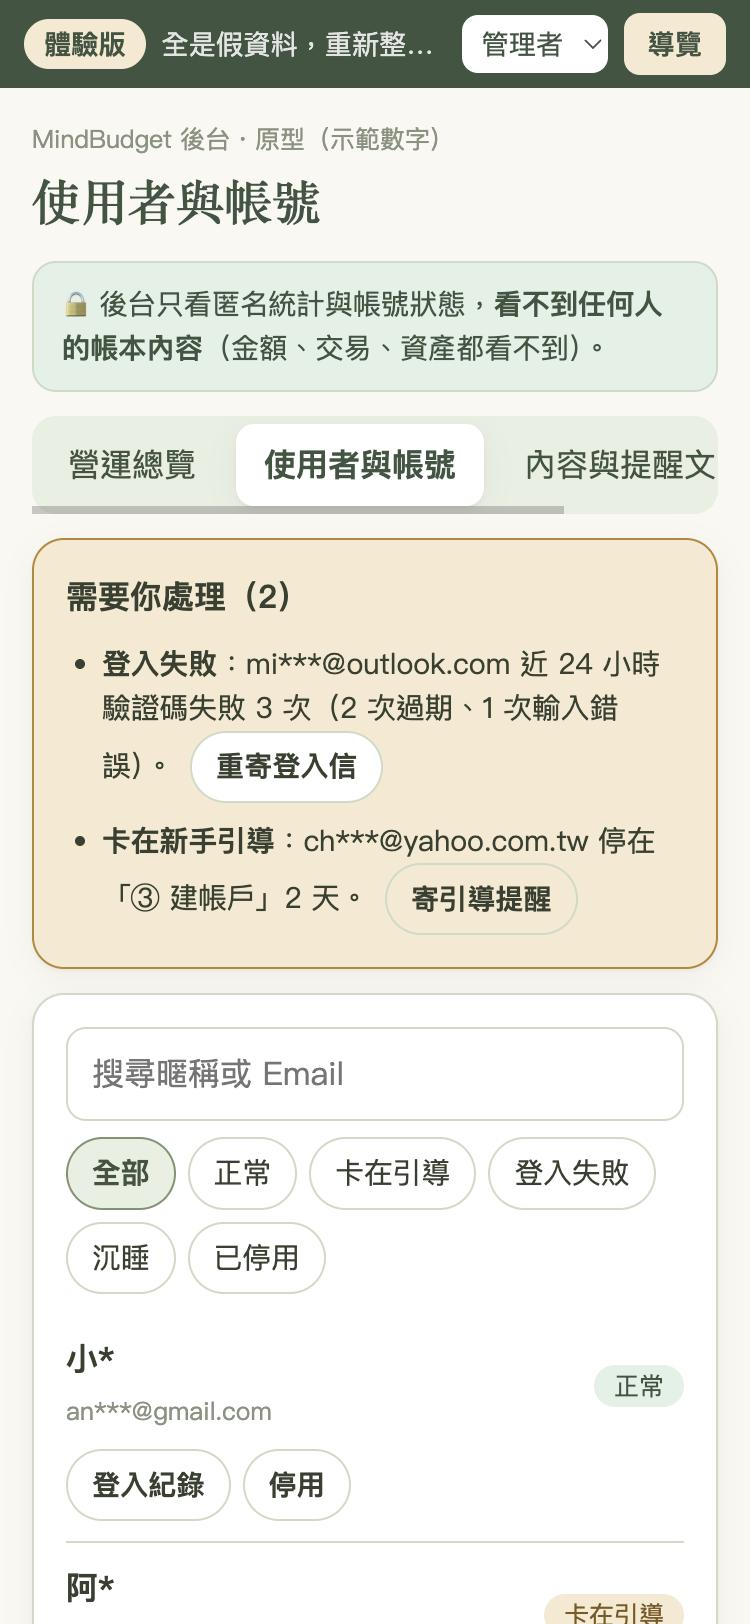 體驗版 全是假資料，重新整… 管理者 導覽
MindBudget 後台・原型（示範數字）
使用者與帳號
🔒 後台只看匿名統計與帳號狀態，看不到任何人
的帳本內容（金額、交易、資產都看不到）。
營運總覽 使用者與帳號 內容與提醒文
需要你處理（2）
• 登入失敗：mi***@outlook.com 近 24 小時
驗證碼失敗 3 次（2 次過期、1 次輸入錯
誤）。 重寄登入信
• 卡在新手引導：ch***@yahoo.com.tw 停在
「③ 建帳戶」2 天。 寄引導提醒
搜尋暱稱或 Email
全部 正常 卡在引導 登入失敗
沉睡 已停用
小*
正常
an***@gmail.com
登入紀錄 停用
阿*
卡在引導